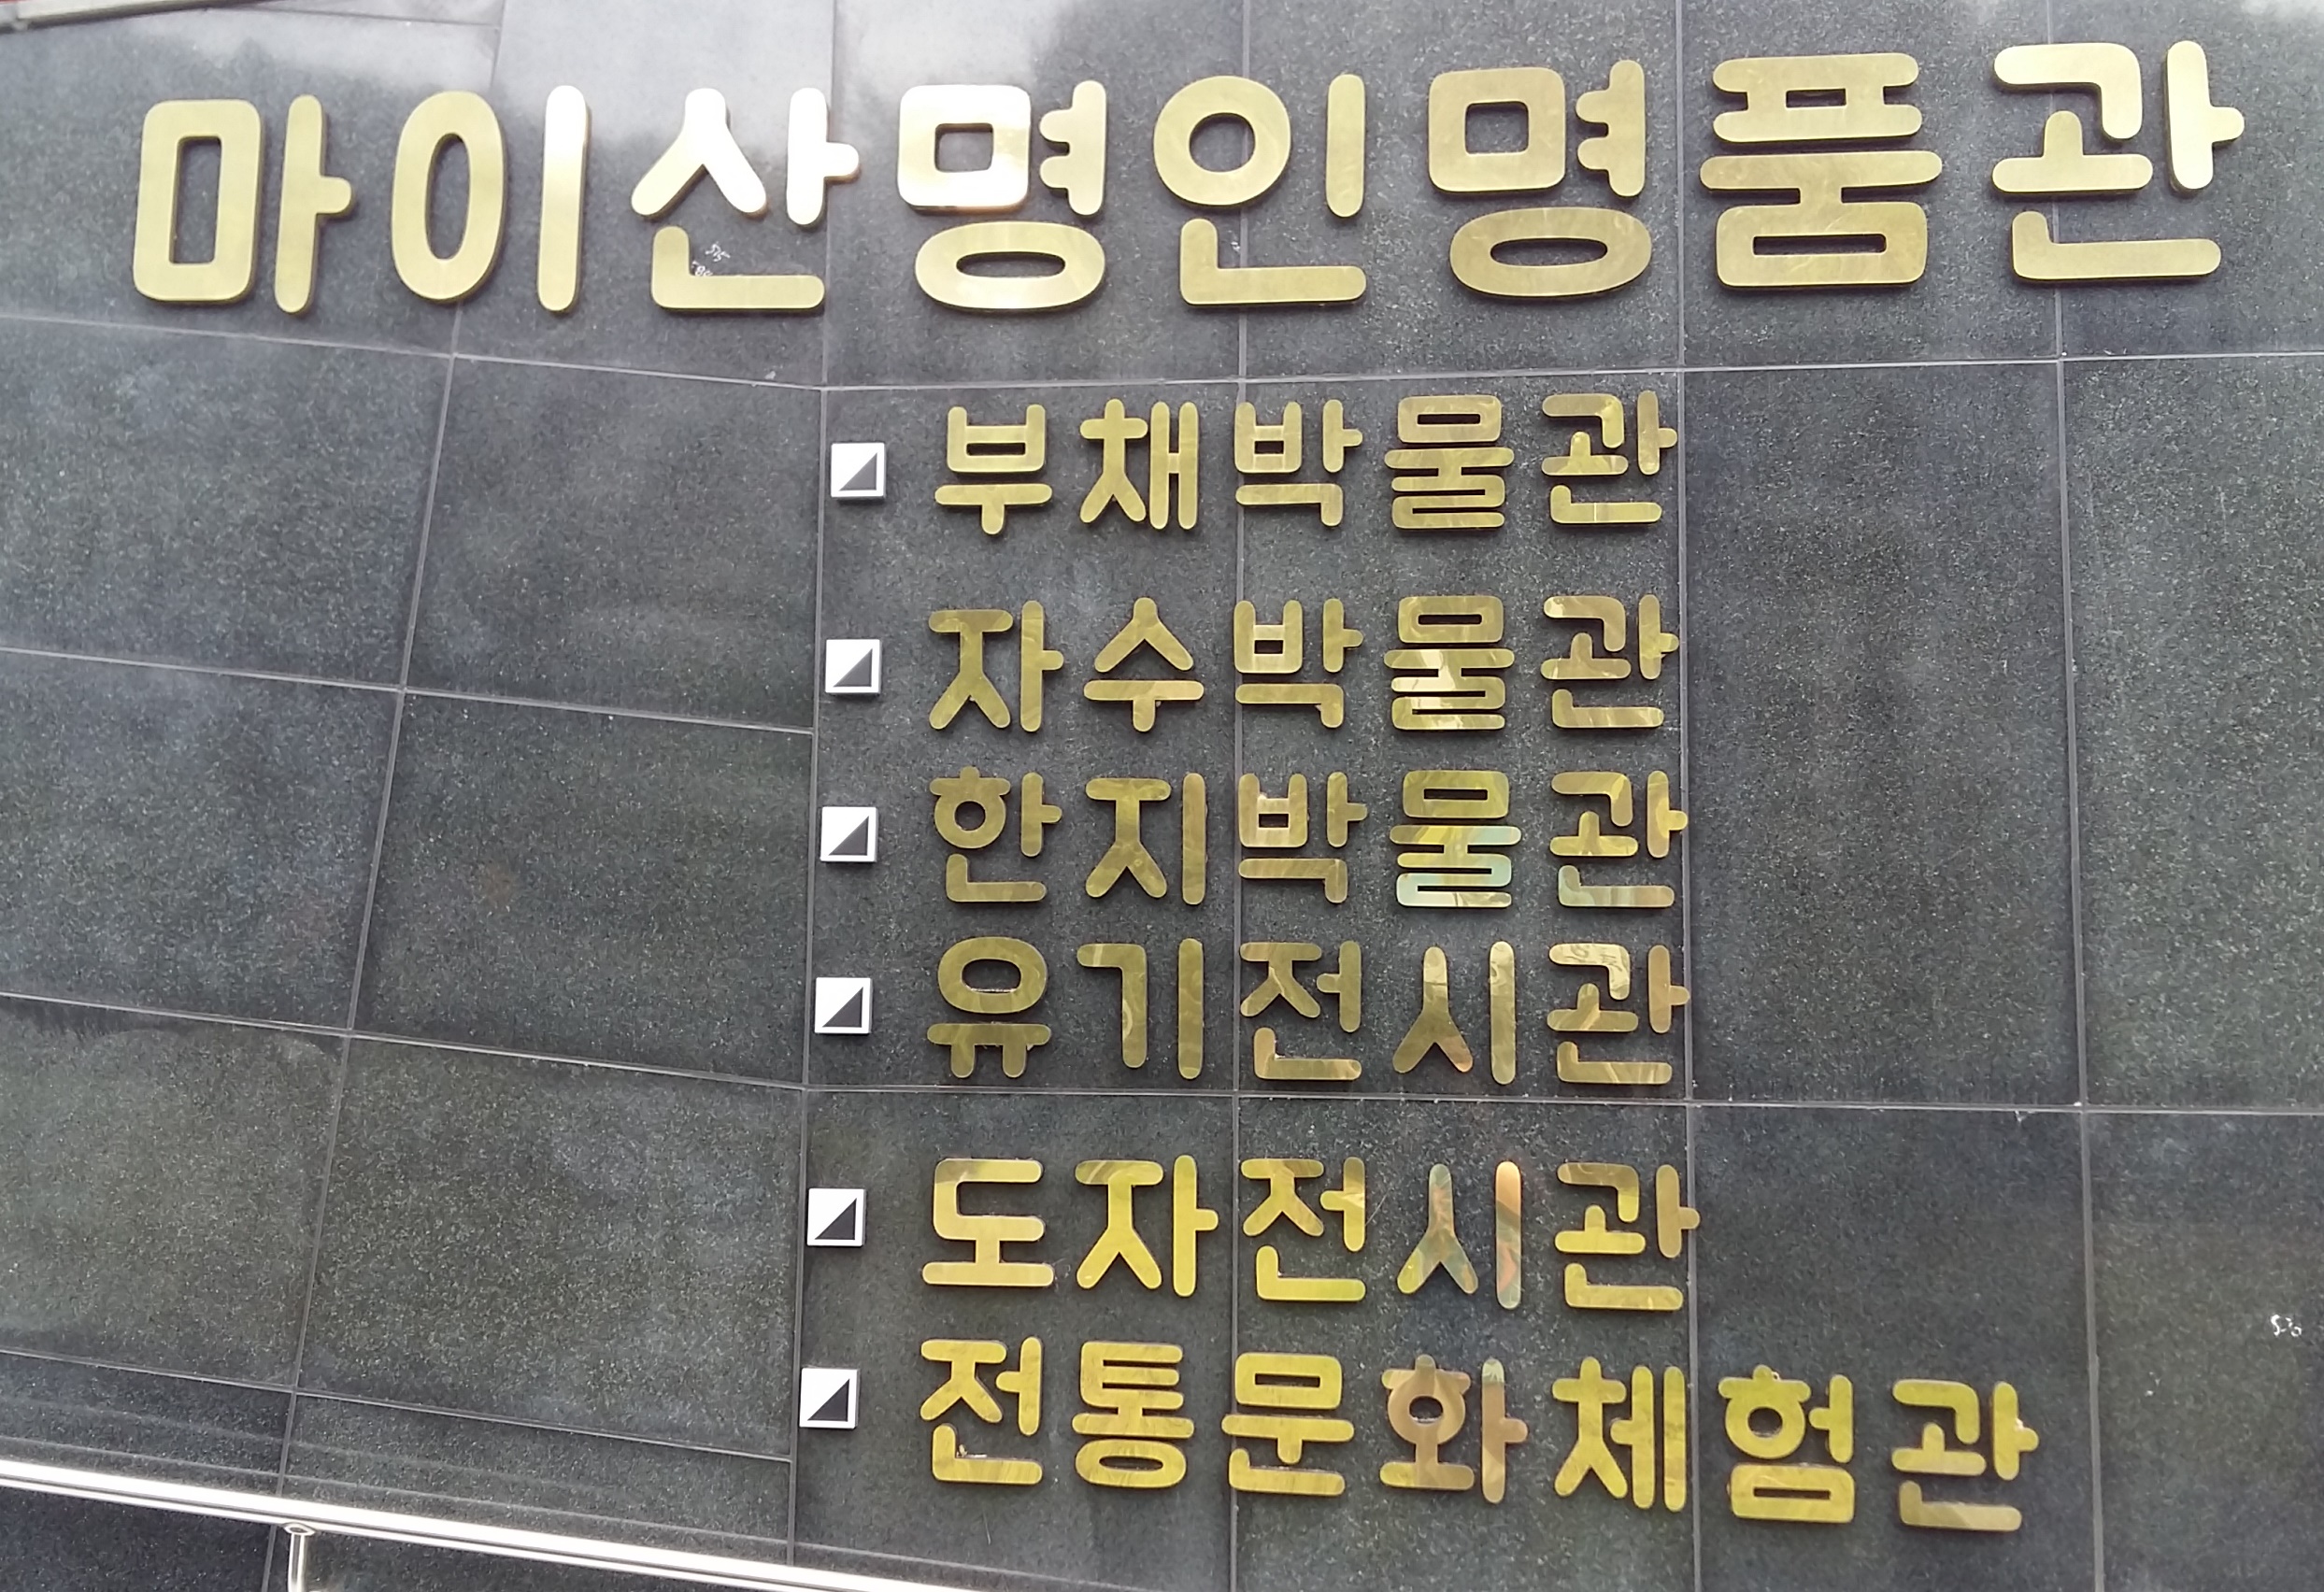 마이산명인명품관
부채박물관
자수박물관
한지박물관
유기전시관
도자전시관
전통문화체험관